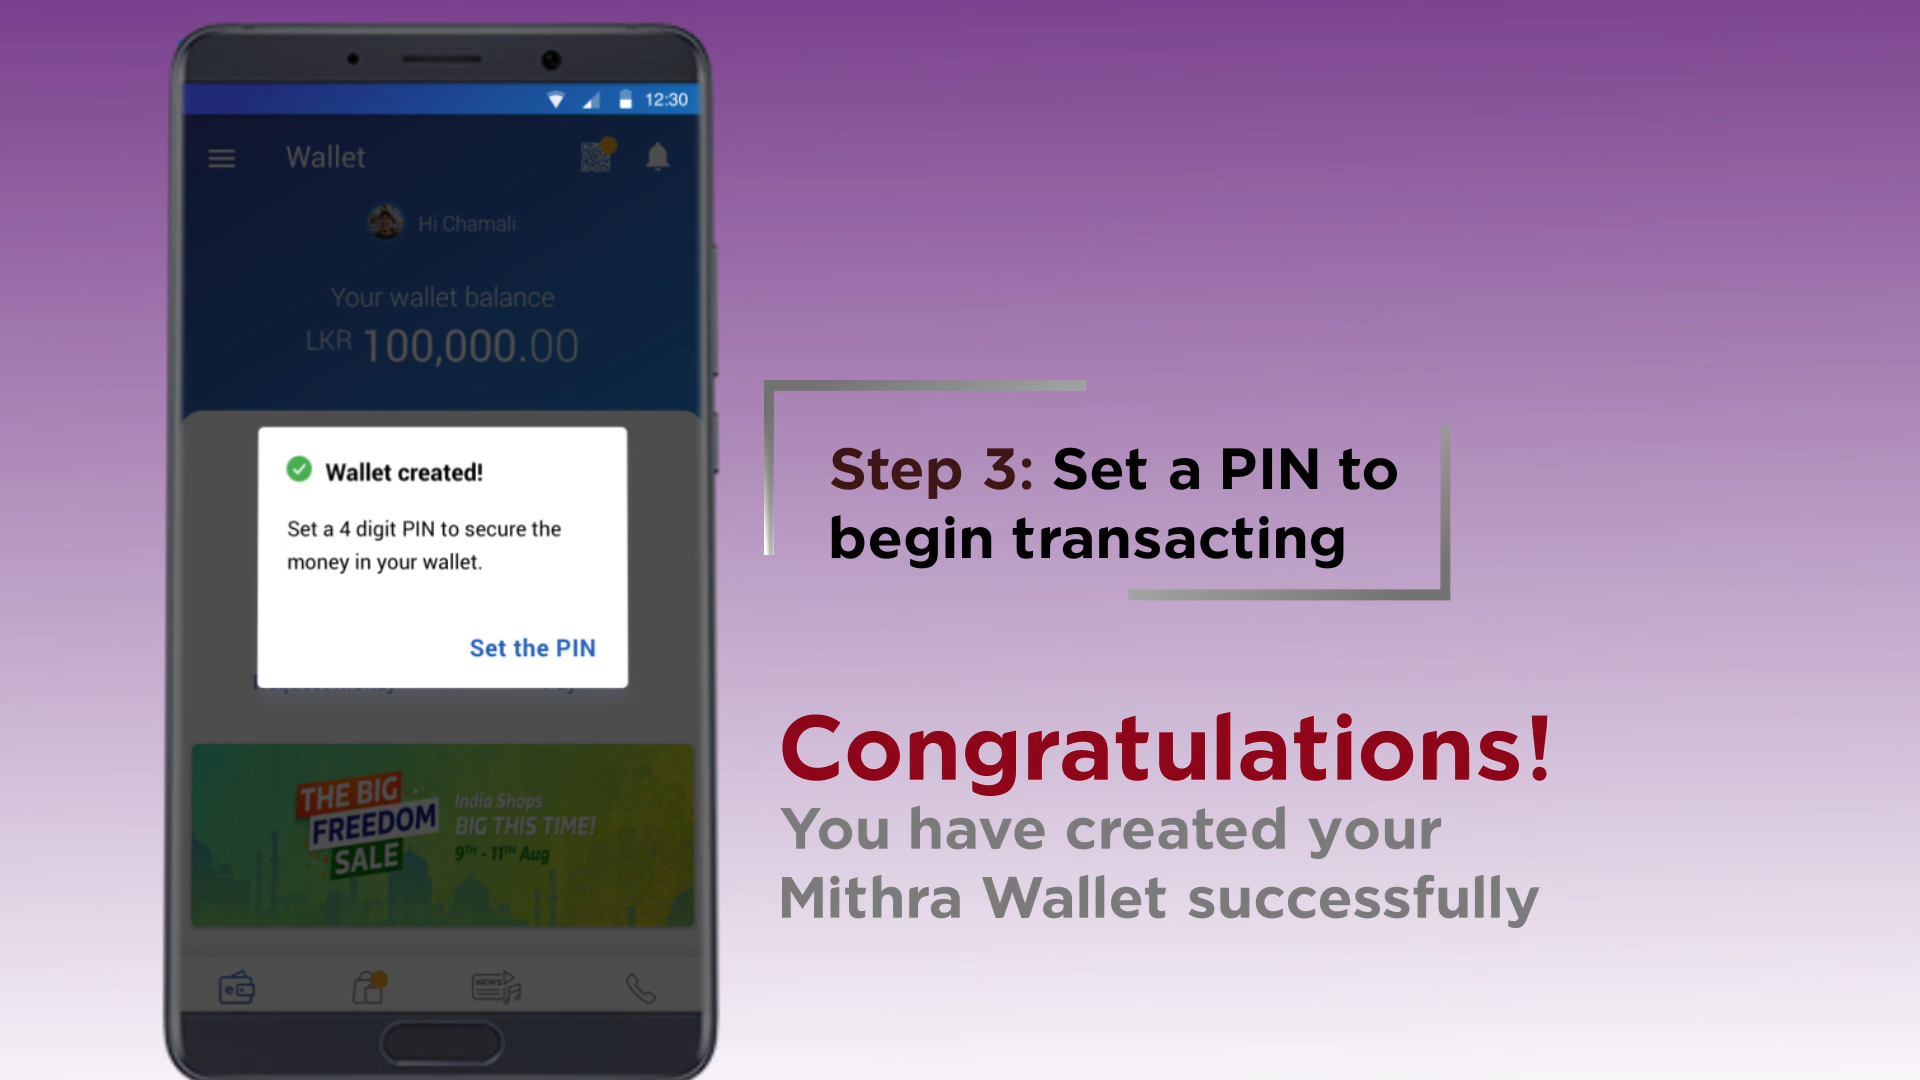 12:30
Wallet
Hi Chamali
Your wallet balance
LKR 100,000.00
Wallet created!
Set a 4 digit PIN to secure the
money in your wallet.
Set the PIN
THE BIG
FREEDOM
SALE
India Shops
BIG THIS TIME!
9TH - 11TH Aug
NEWS
Step 3: Set a PIN to
begin transacting
Congratulations!
You have created your
Mithra Wallet successfully